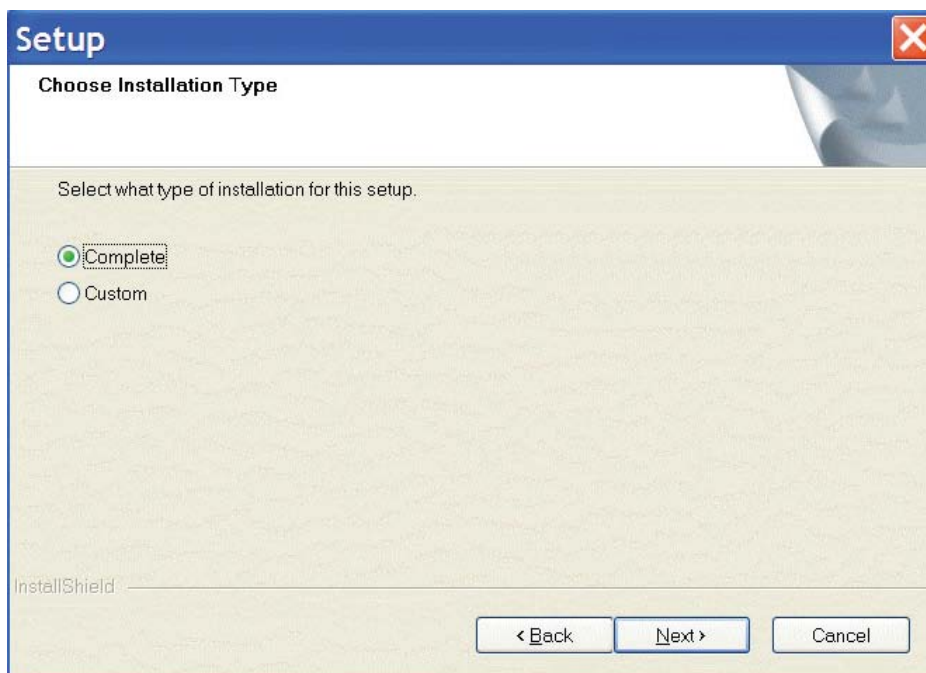 Setup
Choose Installation Type
Select what type of installation for this setup.
Complete
Custom
InstallShield
< Back Next > Cancel